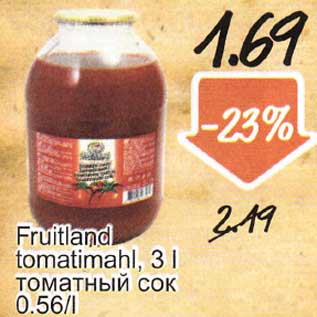 1.69
-23%
2.19
Fruitland
tomatimahl, 3 l
томатный сок
0.56/l